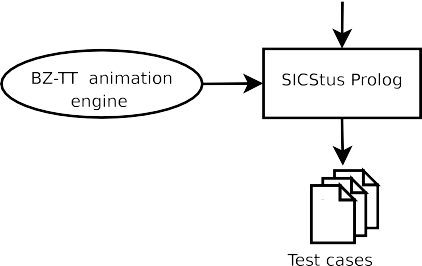 BZ-TT animation
engine
SICStus Prolog
Test cases